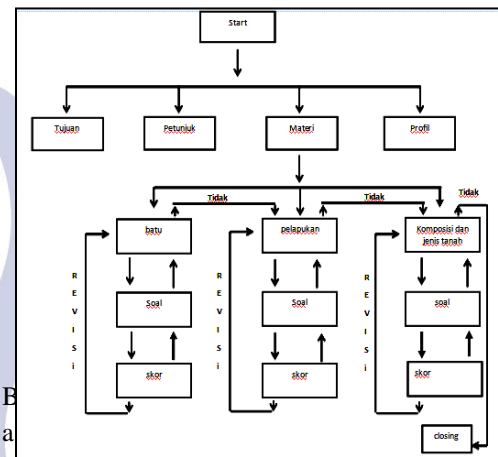 Start
Tujuan Petunjuk Materi Profil
Tidak Tidak Tidak
batu pelapukan Komposisi dan
jenis tanah
R E V I S i
R E V I S i
R E V I S i
Soal Soal soal
skor skor skor
B
a
closing